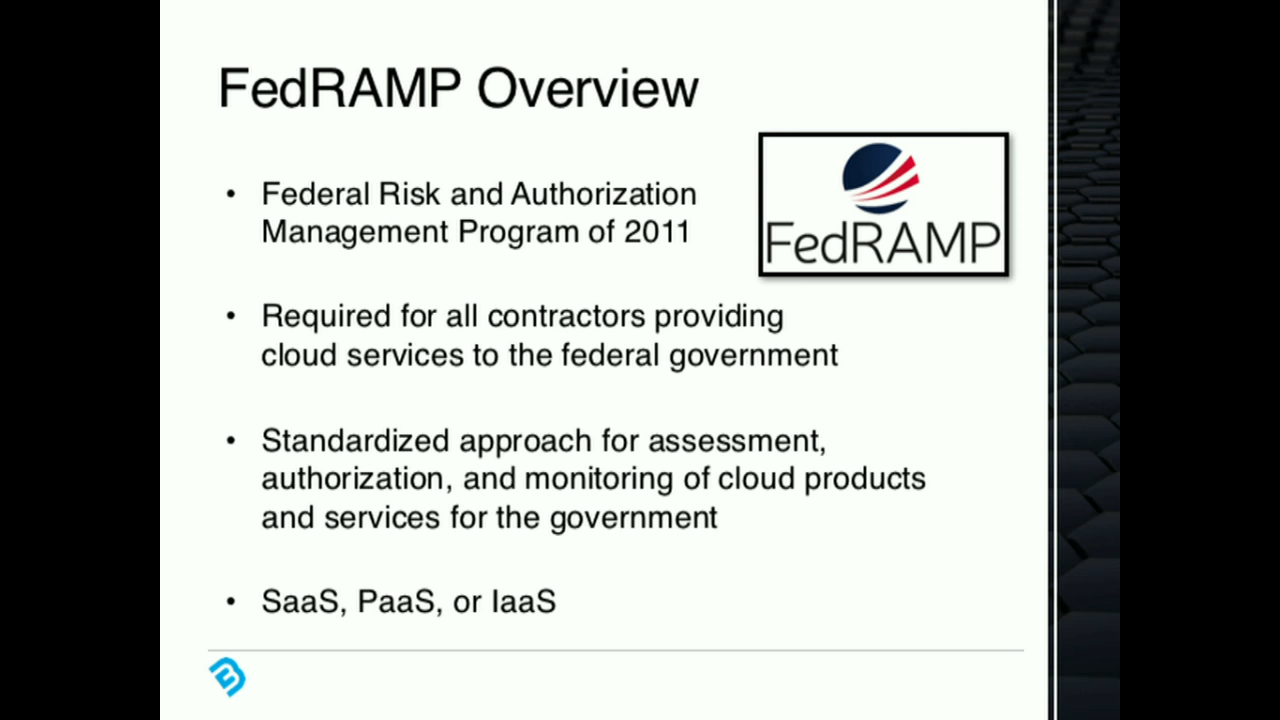 FedRAMP Overview
• Federal Risk and Authorization
Management Program of 2011
FedRAMP
• Required for all contractors providing
cloud services to the federal government
• Standardized approach for assessment,
authorization, and monitoring of cloud products
and services for the government
• SaaS, PaaS, or IaaS